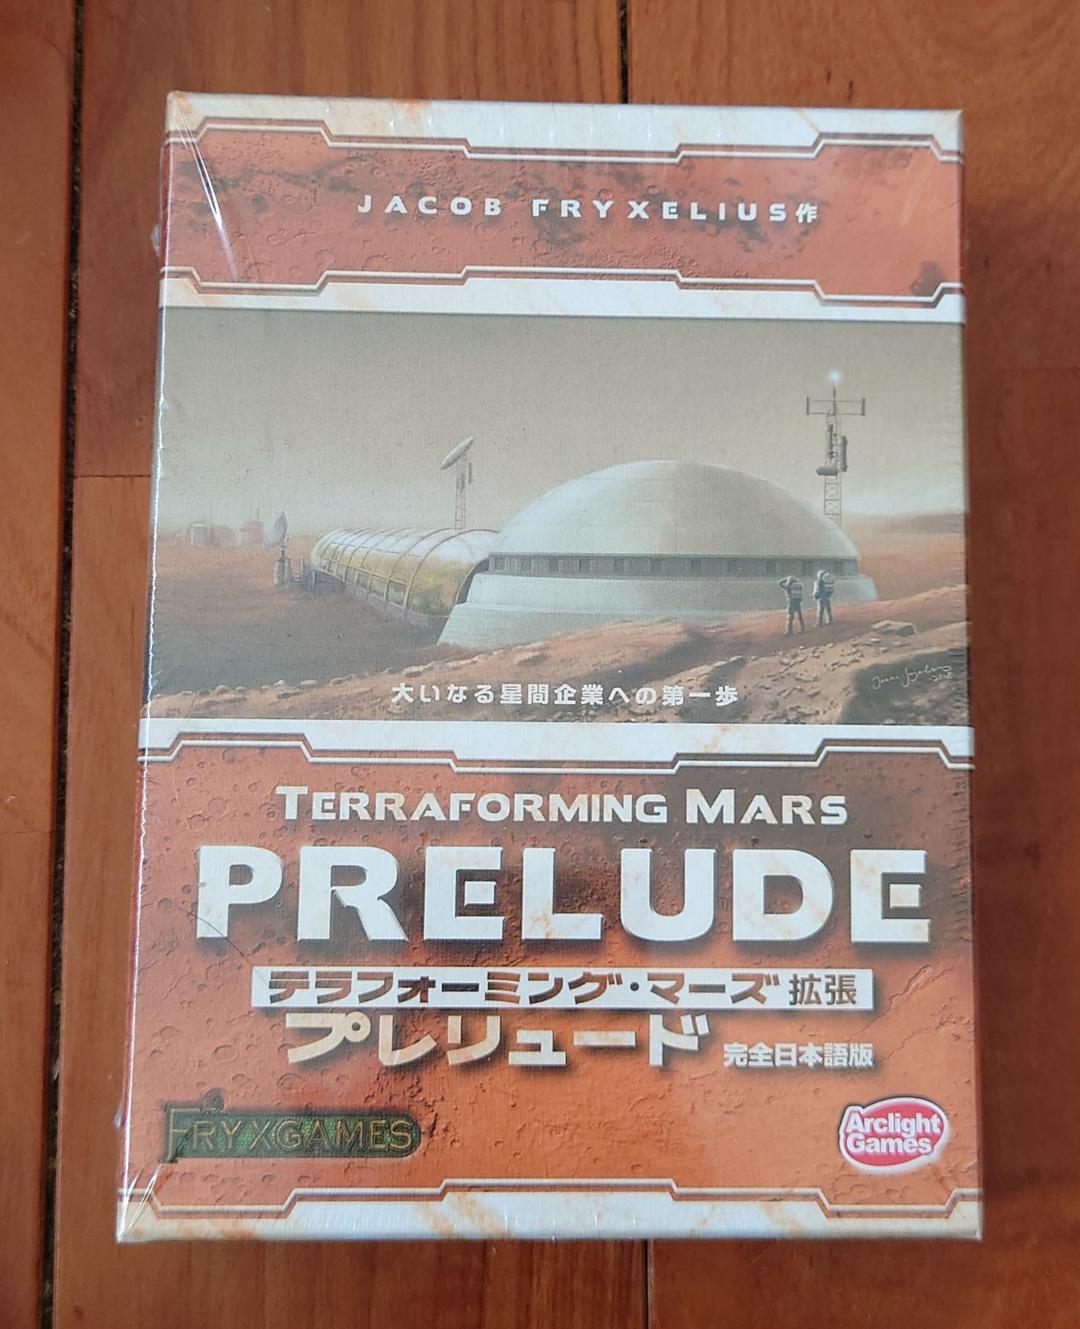 JACOB FRYXELIUS作
大いなる星間企業への第一歩
TERRAFORMING MARS
PRELUDE
テラフォーミング・マーズ 拡張
プレリュード 完全日本語版
FRYXGAMES
Arclight
Games